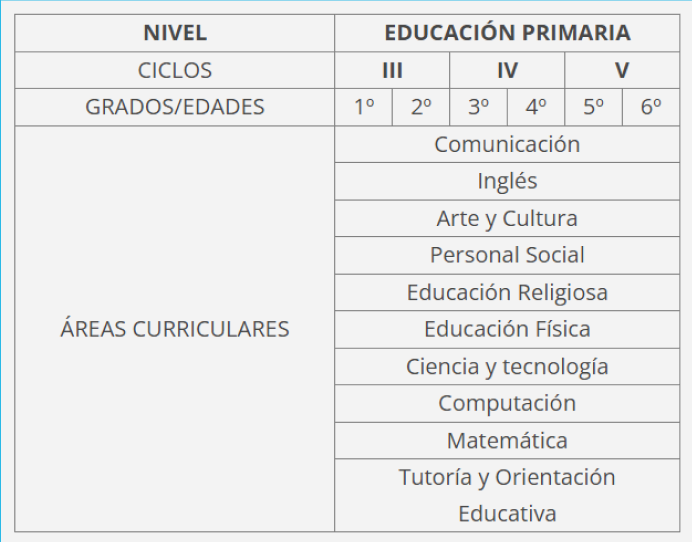 NIVEL EDUCACIÓN PRIMARIA
CICLOS III IV V
GRADOS/EDADES 1º 2º 3º 4º 5º 6º
Comunicación
Inglés
Arte y Cultura
Personal Social
Educación Religiosa
ÁREAS CURRICULARES Educación Física
Ciencia y tecnología
Computación
Matemática
Tutoría y Orientación
Educativa